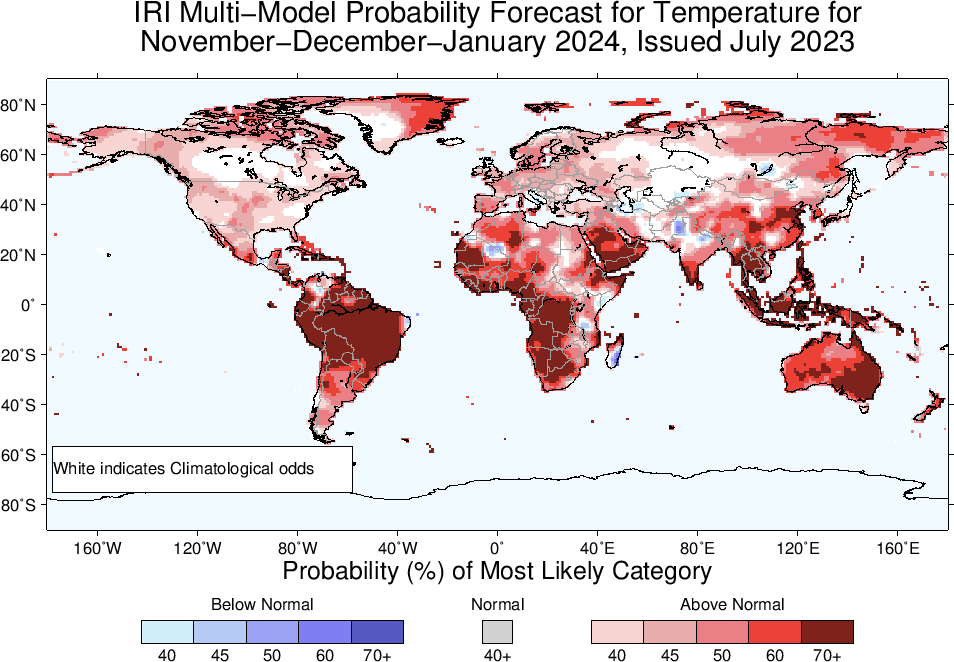 IRI Multi−Model Probability Forecast for Temperature for
November−December−January 2024, Issued July 2023
80˚N
60˚N
40˚N
20˚N
0˚
20˚S
40˚S
60˚S
80˚S
White indicates Climatological odds
160˚W 120˚W 80˚W 40˚W 0˚ 40˚E 80˚E 120˚E 160˚E
Probability (%) of Most Likely Category
Below Normal Normal Above Normal
40 45 50 60 70+ 40+ 40 45 50 60 70+